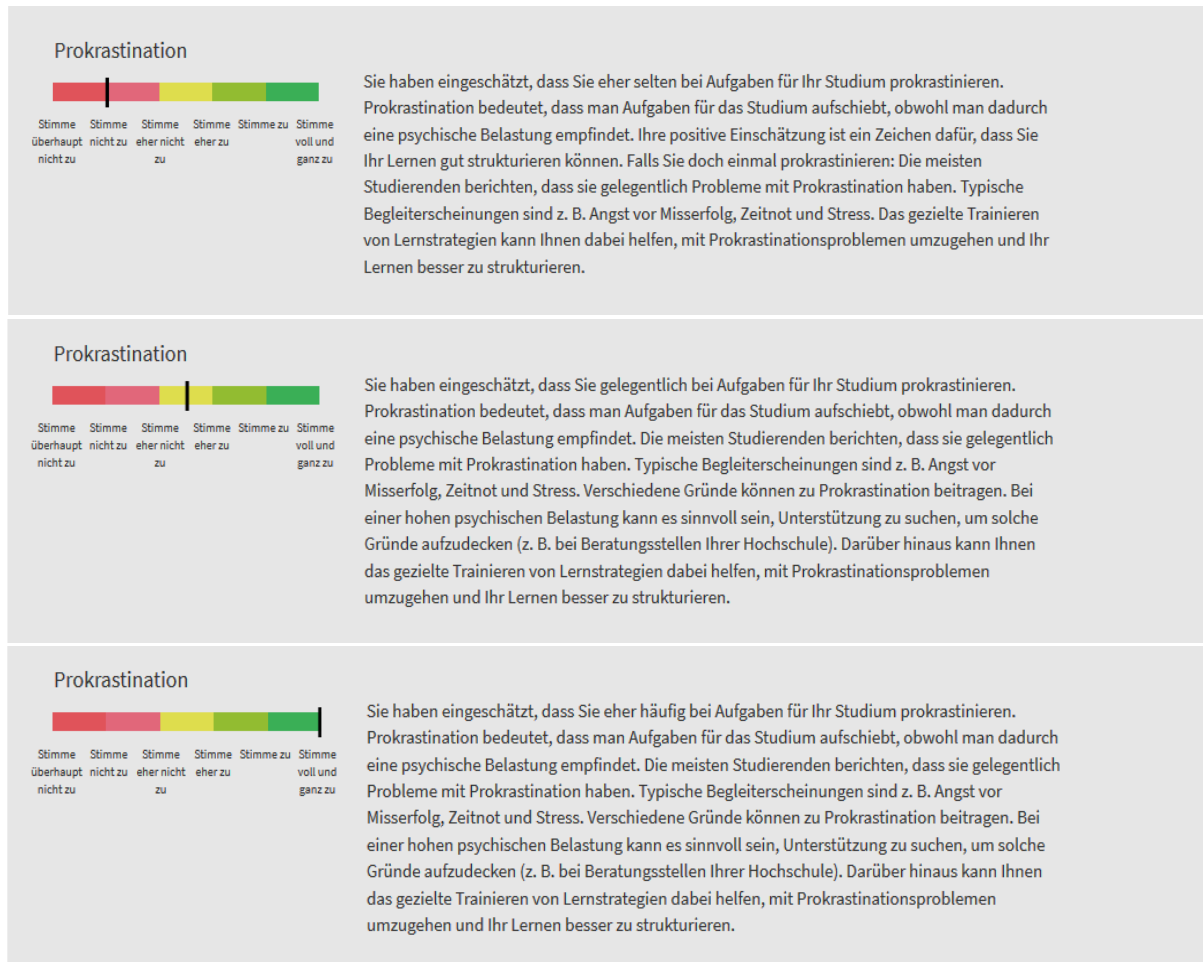 Prokrastination
Stimme überhaupt nicht zu
Stimme nicht zu
Stimme eher nicht zu
Stimme eher zu
Stimme zu
Stimme voll und ganz zu
Sie haben eingeschätzt, dass Sie eher selten bei Aufgaben für Ihr Studium prokrastinieren.
Prokrastination bedeutet, dass man Aufgaben für das Studium aufschiebt, obwohl man dadurch
eine psychische Belastung empfindet. Ihre positive Einschätzung ist ein Zeichen dafür, dass Sie
Ihr Lernen gut strukturieren können. Falls Sie doch einmal prokrastinieren: Die meisten
Studierenden berichten, dass sie gelegentlich Probleme mit Prokrastination haben. Typische
Begleiterscheinungen sind z. B. Angst vor Misserfolg, Zeitnot und Stress. Das gezielte Trainieren
von Lernstrategien kann Ihnen dabei helfen, mit Prokrastinationsproblemen umzugehen und Ihr
Lernen besser zu strukturieren.
Prokrastination
Stimme überhaupt nicht zu
Stimme nicht zu
Stimme eher nicht zu
Stimme eher zu
Stimme zu
Stimme voll und ganz zu
Sie haben eingeschätzt, dass Sie gelegentlich bei Aufgaben für Ihr Studium prokrastinieren.
Prokrastination bedeutet, dass man Aufgaben für das Studium aufschiebt, obwohl man dadurch
eine psychische Belastung empfindet. Die meisten Studierenden berichten, dass sie gelegentlich
Probleme mit Prokrastination haben. Typische Begleiterscheinungen sind z. B. Angst vor
Misserfolg, Zeitnot und Stress. Verschiedene Gründe können zu Prokrastination beitragen. Bei
einer hohen psychischen Belastung kann es sinnvoll sein, Unterstützung zu suchen, um solche
Gründe aufzudecken (z. B. bei Beratungsstellen Ihrer Hochschule). Darüber hinaus kann Ihnen
das gezielte Trainieren von Lernstrategien dabei helfen, mit Prokrastinationsproblemen
umzugehen und Ihr Lernen besser zu strukturieren.
Prokrastination
Stimme überhaupt nicht zu
Stimme nicht zu
Stimme eher nicht zu
Stimme eher zu
Stimme zu
Stimme voll und ganz zu
Sie haben eingeschätzt, dass Sie eher häufig bei Aufgaben für Ihr Studium prokrastinieren.
Prokrastination bedeutet, dass man Aufgaben für das Studium aufschiebt, obwohl man dadurch
eine psychische Belastung empfindet. Die meisten Studierenden berichten, dass sie gelegentlich
Probleme mit Prokrastination haben. Typische Begleiterscheinungen sind z. B. Angst vor
Misserfolg, Zeitnot und Stress. Verschiedene Gründe können zu Prokrastination beitragen. Bei
einer hohen psychischen Belastung kann es sinnvoll sein, Unterstützung zu suchen, um solche
Gründe aufzudecken (z. B. bei Beratungsstellen Ihrer Hochschule). Darüber hinaus kann Ihnen
das gezielte Trainieren von Lernstrategien dabei helfen, mit Prokrastinationsproblemen
umzugehen und Ihr Lernen besser zu strukturieren.